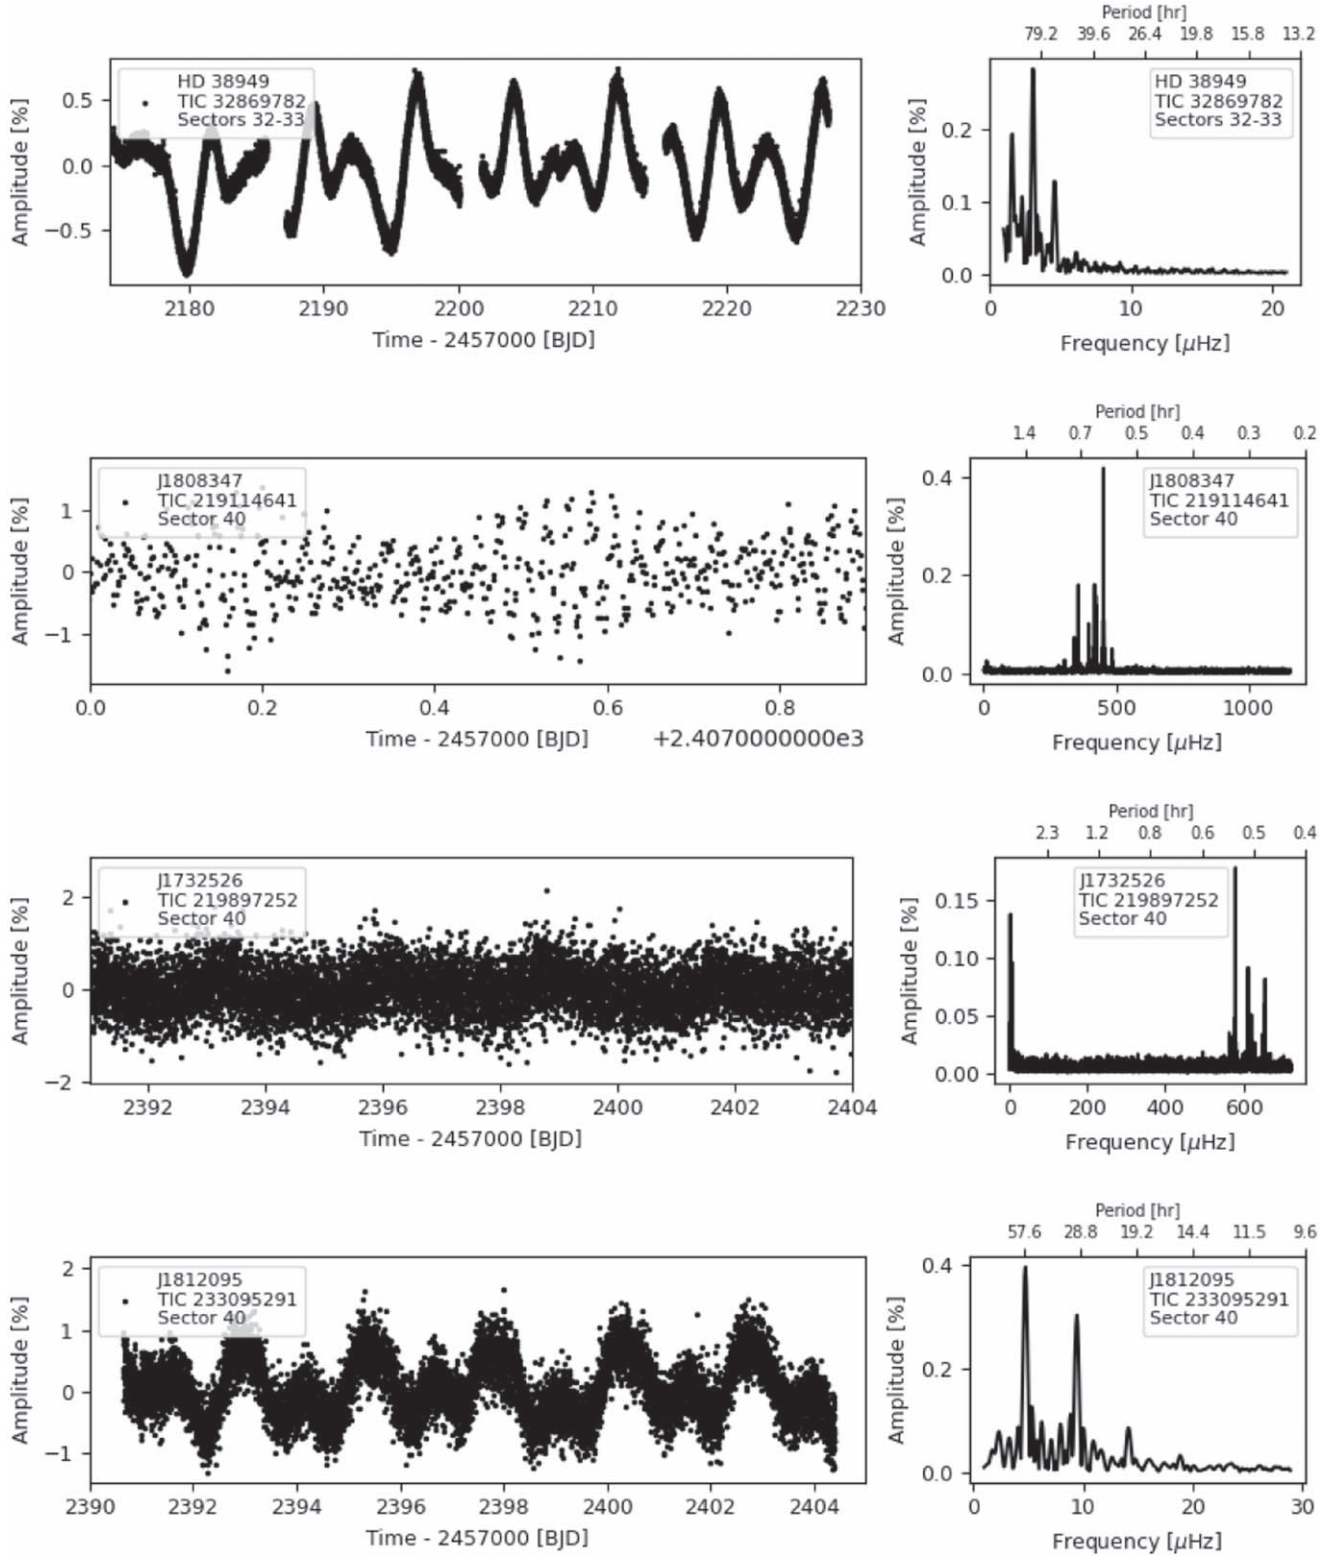 Period [hr]
79.2 39.6 26.4 19.8 15.8 13.2
HD 38949
TIC 32869782
Sectors 32-33
HD 38949
TIC 32869782
Sectors 32-33
Amplitude [%]
0.5
0.0
−0.5
Amplitude [%]
0.2
0.1
0.0
2180 2190 2200 2210 2220 2230
0 10 20
Time - 2457000 [BJD]
Frequency [μHz]
Period [hr]
1.4 0.7 0.5 0.4 0.3 0.2
J1808347
TIC 219114641
Sector 40
J1808347
TIC 219114641
Sector 40
Amplitude [%]
1
0
−1
Amplitude [%]
0.4
0.2
0.0
0.0 0.2 0.4 0.6 0.8
0 500 1000
Time - 2457000 [BJD] +2.4070000000e3
Frequency [μHz]
Period [hr]
2.3 1.2 0.8 0.6 0.5 0.4
J1732526
TIC 219897252
Sector 40
J1732526
TIC 219897252
Sector 40
Amplitude [%]
2
0
−2
Amplitude [%]
0.15
0.10
0.05
0.00
2392 2394 2396 2398 2400 2402 2404
0 200 400 600
Time - 2457000 [BJD]
Frequency [μHz]
Period [hr]
57.6 28.8 19.2 14.4 11.5 9.6
J1812095
TIC 233095291
Sector 40
J1812095
TIC 233095291
Sector 40
Amplitude [%]
2
1
0
−1
Amplitude [%]
0.4
0.2
0.0
2390 2392 2394 2396 2398 2400 2402 2404
0 10 20 30
Time - 2457000 [BJD]
Frequency [μHz]